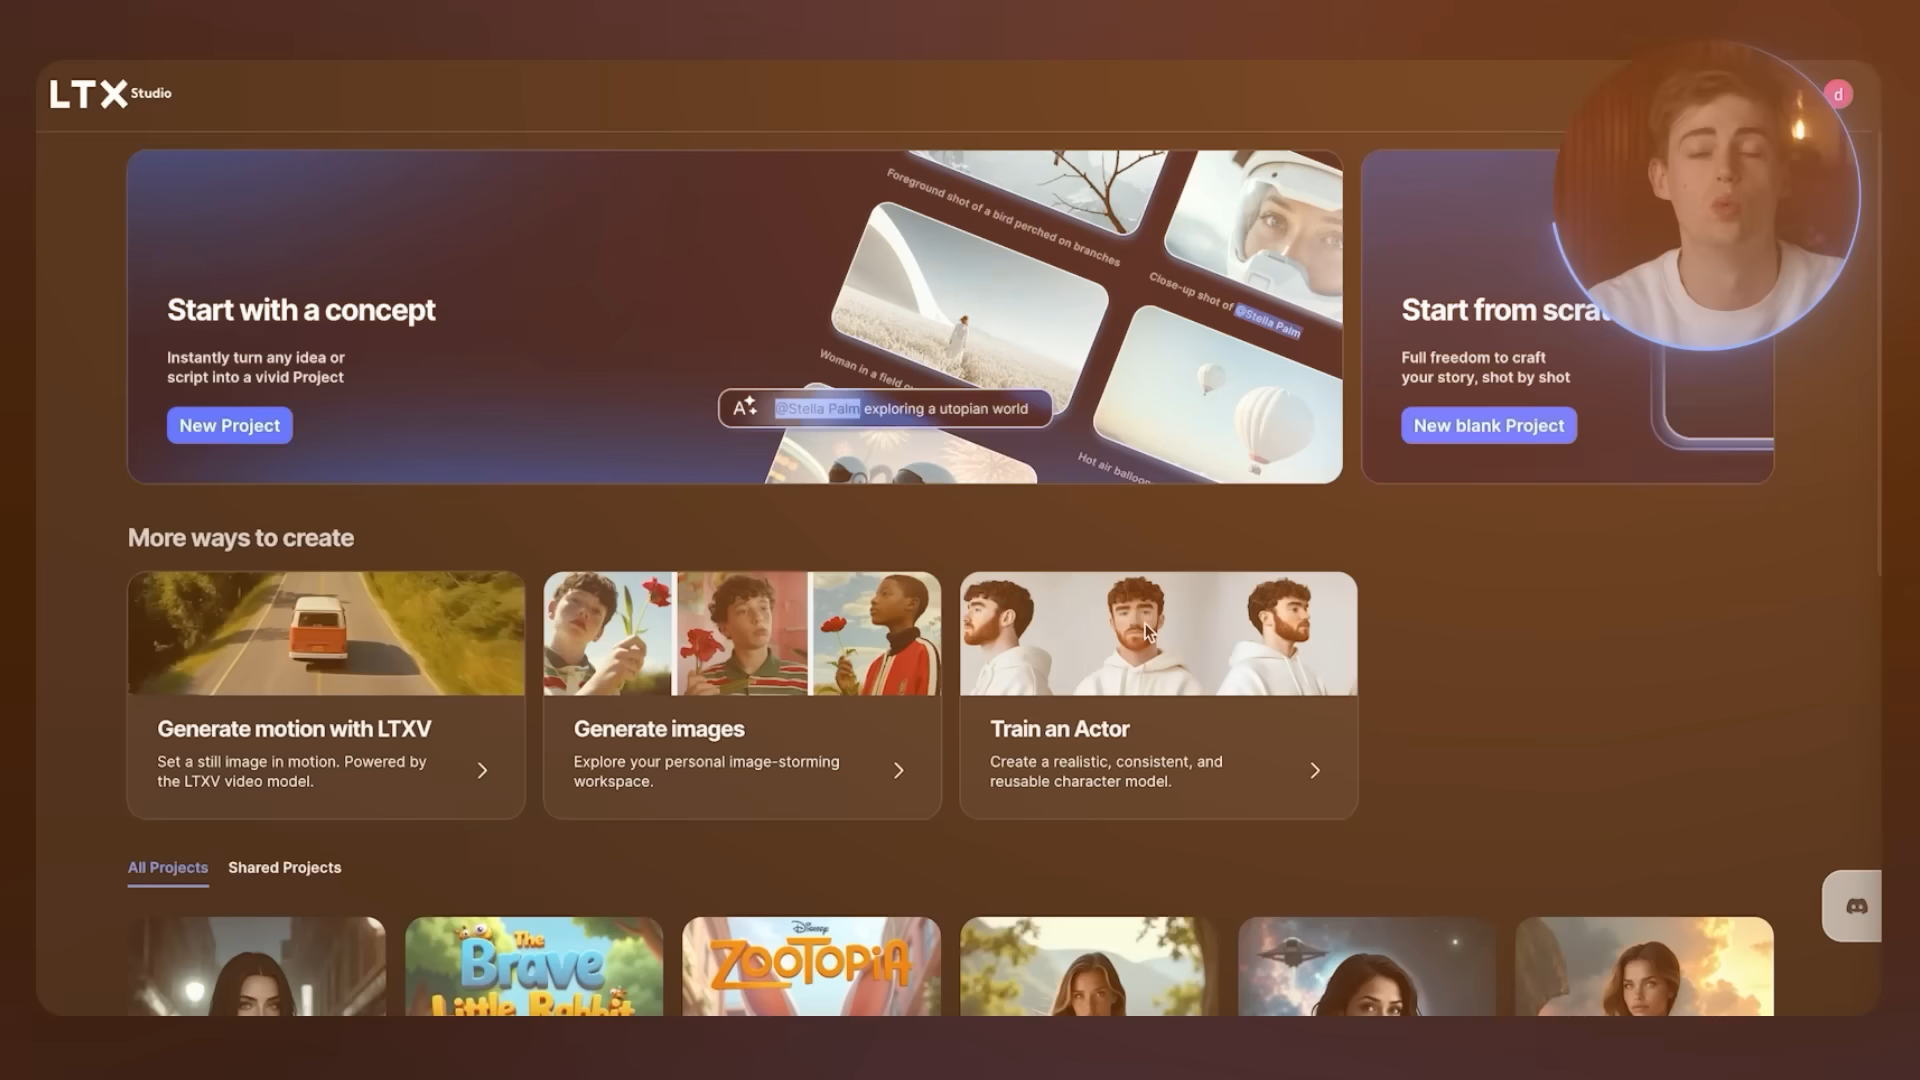 LTX Studio
d
Foreground shot of a bird perched on branches
Close-up shot of @Stella Palm
Start with a concept
Instantly turn any idea or
script into a vivid Project
New Project
Woman in a field
@Stella Palm exploring a utopian world
Hot air balloon
Start from scrat
Full freedom to craft
your story, shot by shot
New blank Project
More ways to create
Generate motion with LTXV
Set a still image in motion. Powered by
the LTXV video model.
Generate images
Explore your personal image-storming
workspace.
Train an Actor
Create a realistic, consistent, and
reusable character model.
All Projects Shared Projects
The
Brave
Little Rabbit
Disney
ZOOTOPIA